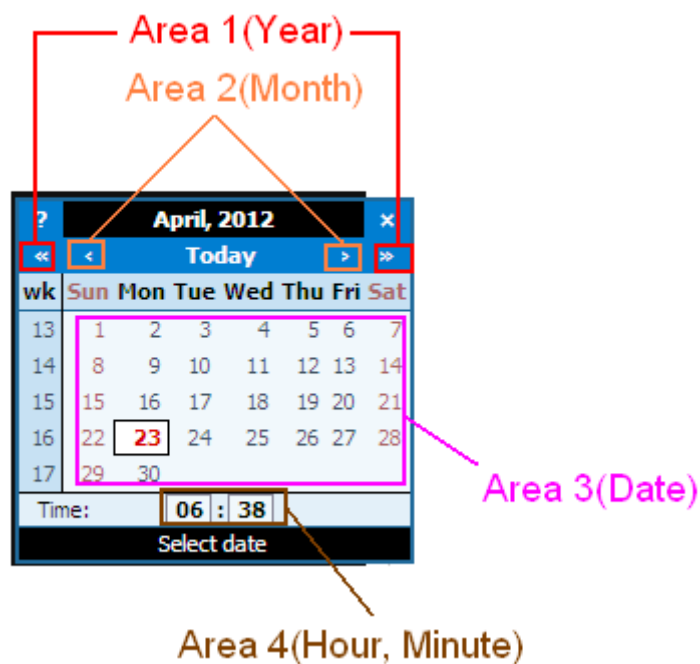 Area 1(Year)
Area 2(Month)
? April, 2012 ×
« ‹ Today › »
wk Sun Mon Tue Wed Thu Fri Sat
13 1 2 3 4 5 6 7
14 8 9 10 11 12 13 14
15 15 16 17 18 19 20 21
16 22 23 24 25 26 27 28
17 29 30
Area 3(Date)
Time: 06 : 38
Select date
Area 4(Hour, Minute)